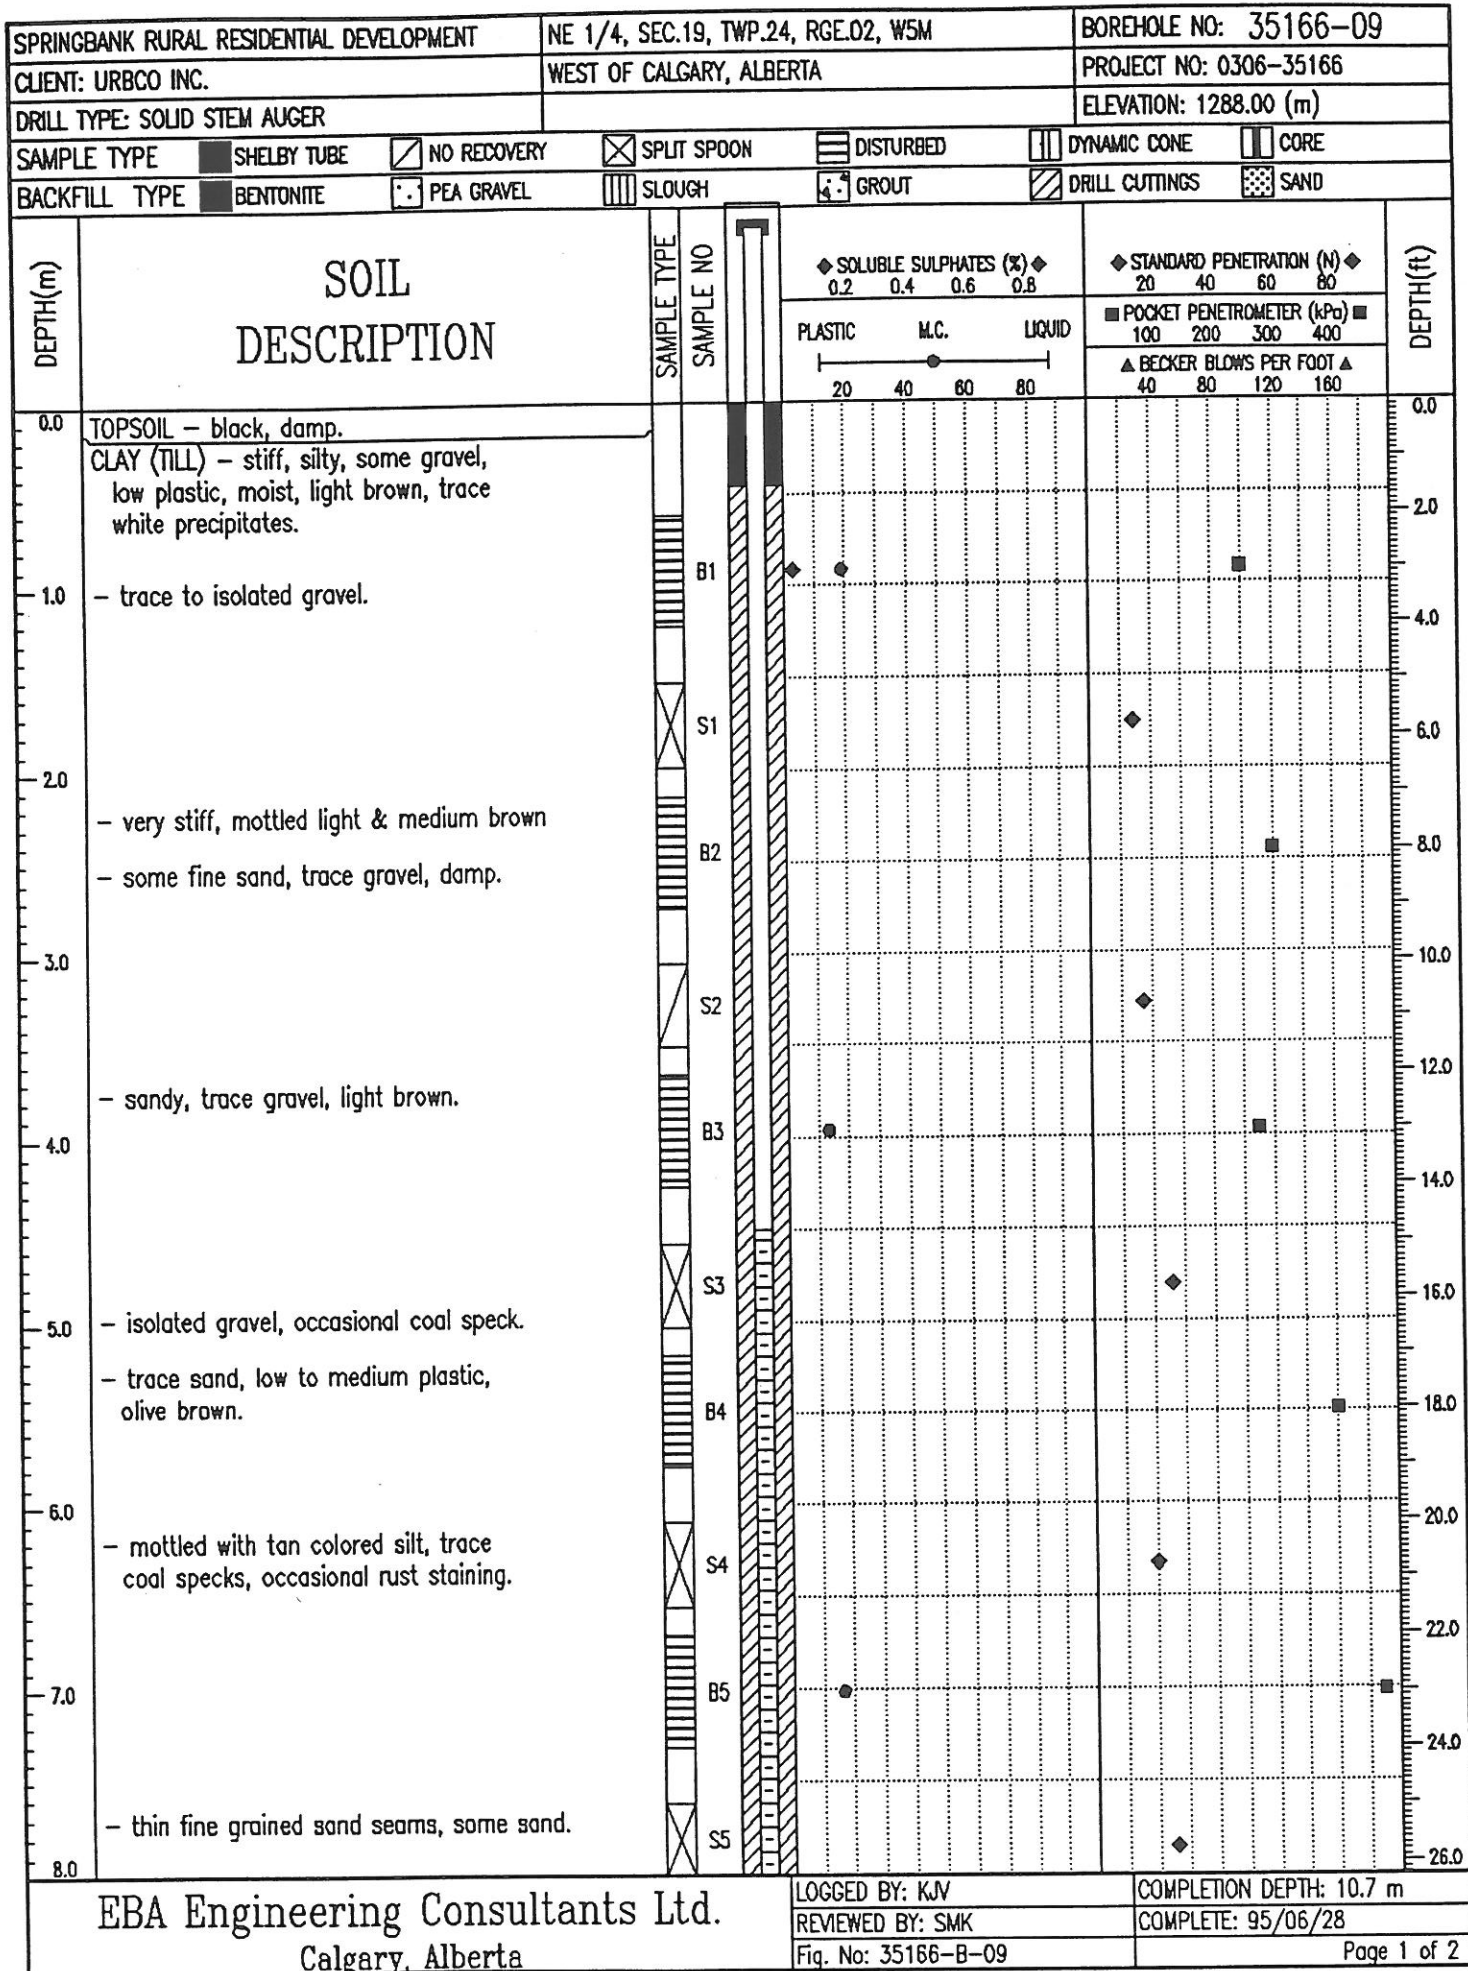 SPRINGBANK RURAL RESIDENTIAL DEVELOPMENT NE 1/4, SEC.19, TWP.24, RGE.02, W5M BOREHOLE NO: 35166-09
CLIENT: URBCO INC. WEST OF CALGARY, ALBERTA PROJECT NO: 0306-35166
DRILL TYPE: SOLID STEM AUGER ELEVATION: 1288.00 (m)
SAMPLE TYPE SHELBY TUBE NO RECOVERY SPLIT SPOON DISTURBED DYNAMIC CONE CORE
BACKFILL TYPE BENTONITE PEA GRAVEL SLOUGH GROUT DRILL CUTTINGS SAND
DEPTH(m)
SOIL
DESCRIPTION
SAMPLE TYPE
SAMPLE NO
SOLUBLE SULPHATES (%)
0.2 0.4 0.6 0.8
PLASTIC M.C. LIQUID
20 40 60 80
STANDARD PENETRATION (N)
20 40 60 80
POCKET PENETROMETER (kPa)
100 200 300 400
BECKER BLOWS PER FOOT
40 80 120 160
DEPTH(ft)
0.0
TOPSOIL – black, damp.
CLAY (TILL) – stiff, silty, some gravel,
low plastic, moist, light brown, trace
white precipitates.
B1
1.0 – trace to isolated gravel.
S1
2.0
– very stiff, mottled light & medium brown
B2
– some fine sand, trace gravel, damp.
3.0
S2
– sandy, trace gravel, light brown.
B3
4.0
S3
5.0 – isolated gravel, occasional coal speck.
– trace sand, low to medium plastic,
olive brown.
B4
6.0
– mottled with tan colored silt, trace
coal specks, occasional rust staining.
S4
B5
7.0
– thin fine grained sand seams, some sand.
S5
8.0
0.0
2.0
4.0
6.0
8.0
10.0
12.0
14.0
16.0
18.0
20.0
22.0
24.0
26.0
EBA Engineering Consultants Ltd.
Calgary, Alberta
LOGGED BY: KJV COMPLETION DEPTH: 10.7 m
REVIEWED BY: SMK COMPLETE: 95/06/28
Fig. No: 35166-B-09 Page 1 of 2